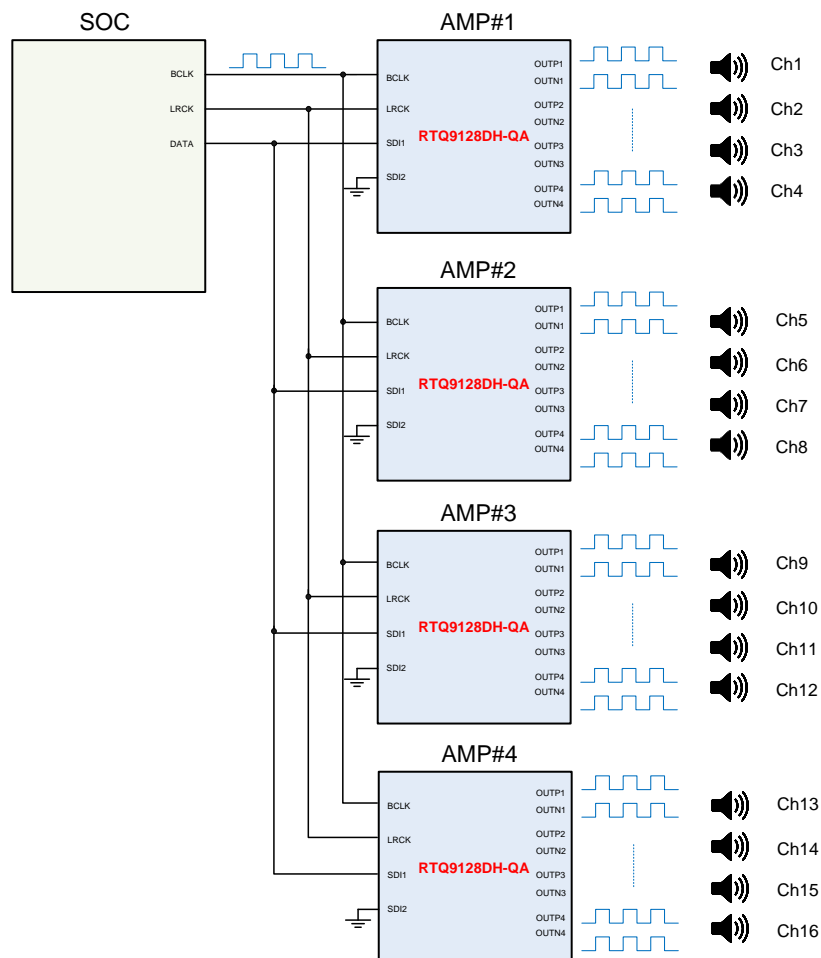 SOC
BCLK
LRCK
DATA
AMP#1
BCLK
LRCK
SDI1
SDI2
RTQ9128DH-QA
OUTP1
OUTN1
OUTP2
OUTN2
OUTP3
OUTN3
OUTP4
OUTN4
Ch1
Ch2
Ch3
Ch4
AMP#2
BCLK
LRCK
SDI1
SDI2
RTQ9128DH-QA
OUTP1
OUTN1
OUTP2
OUTN2
OUTP3
OUTN3
OUTP4
OUTN4
Ch5
Ch6
Ch7
Ch8
AMP#3
BCLK
LRCK
SDI1
SDI2
RTQ9128DH-QA
OUTP1
OUTN1
OUTP2
OUTN2
OUTP3
OUTN3
OUTP4
OUTN4
Ch9
Ch10
Ch11
Ch12
AMP#4
BCLK
LRCK
SDI1
SDI2
RTQ9128DH-QA
OUTP1
OUTN1
OUTP2
OUTN2
OUTP3
OUTN3
OUTP4
OUTN4
Ch13
Ch14
Ch15
Ch16